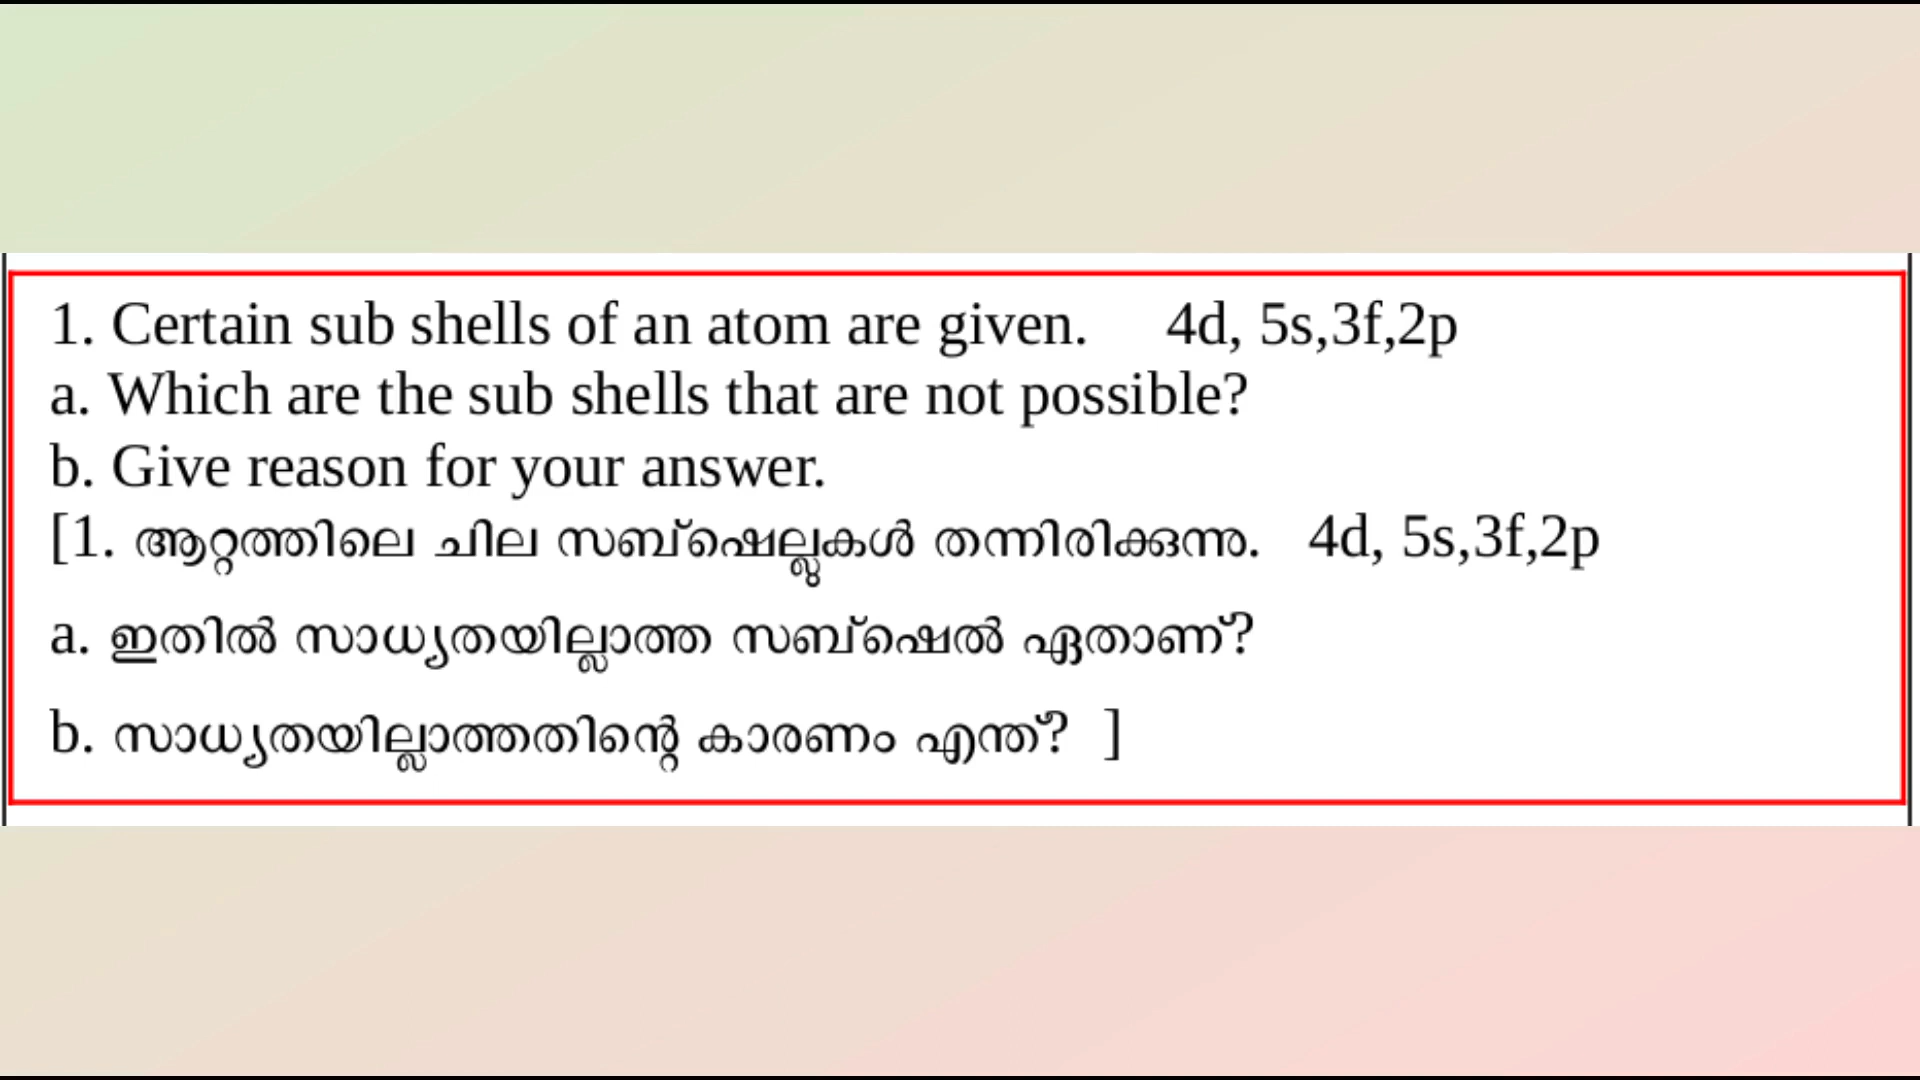 1. Certain sub shells of an atom are given. 4d, 5s,3f,2p
a. Which are the sub shells that are not possible?
b. Give reason for your answer.
[1. ആറ്റത്തിലെ ചില സബ്ഷെല്ലുകൾ തന്നിരിക്കുന്നു. 4d, 5s,3f,2p
a. ഇതിൽ സാധ്യതയില്ലാത്ത സബ്ഷെൽ ഏതാണ്?
b. സാധ്യതയില്ലാത്തതിന്റെ കാരണം എന്ത്? ]